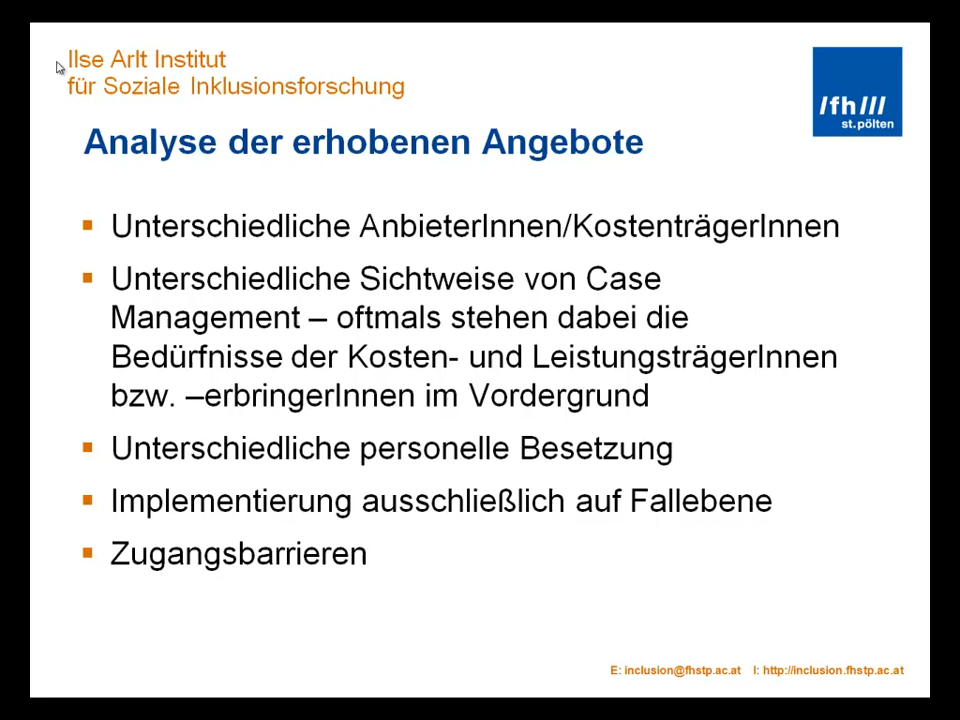 Ilse Arlt Institut
für Soziale Inklusionsforschung
/fh///
st.pölten
Analyse der erhobenen Angebote
Unterschiedliche AnbieterInnen/KostenträgerInnen
Unterschiedliche Sichtweise von Case
Management – oftmals stehen dabei die
Bedürfnisse der Kosten- und LeistungsträgerInnen
bzw. –erbringerInnen im Vordergrund
Unterschiedliche personelle Besetzung
Implementierung ausschließlich auf Fallebene
Zugangsbarrieren
E: inclusion@fhstp.ac.at I: http://inclusion.fhstp.ac.at